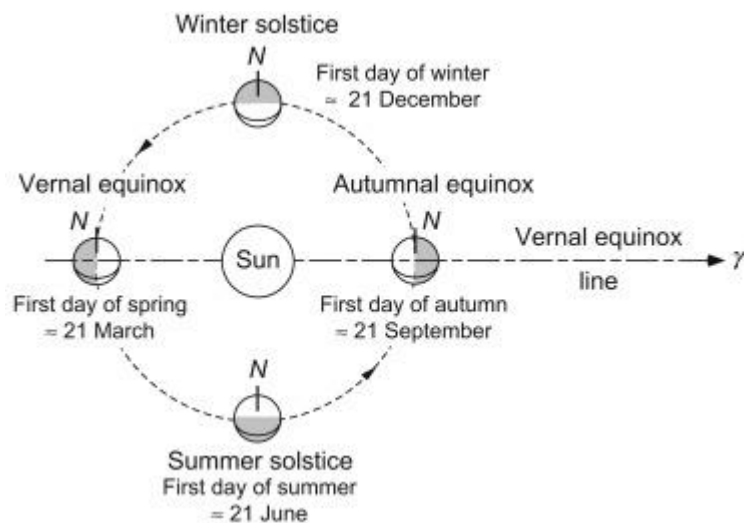 Winter solstice
N
First day of winter
≈ 21 December
Vernal equinox
Autumnal equinox
N
N
Sun
Vernal equinox
line
γ
First day of spring
≈ 21 March
First day of autumn
≈ 21 September
N
Summer solstice
First day of summer
≈ 21 June